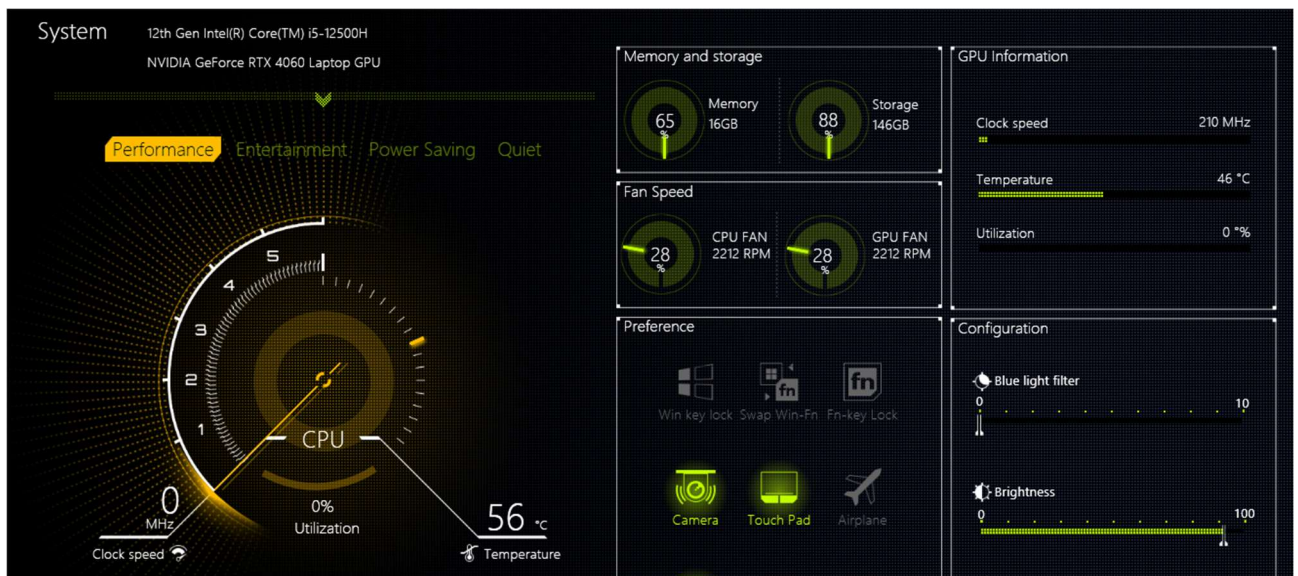 System
12th Gen Intel(R) Core(TM) i5-12500H
NVIDIA GeForce RTX 4060 Laptop GPU
Performance Entertainment Power Saving Quiet
5
4
3
2
1
CPU
0
MHz
Clock speed
0%
Utilization
56 °C
Temperature
Memory and storage
65
%
Memory
16GB
88
%
Storage
146GB
Fan Speed
28
%
CPU FAN
2212 RPM
28
%
GPU FAN
2212 RPM
Preference
Win key lock Swap Win-Fn Fn-key Lock
fn
fn
Camera Touch Pad Airplane
GPU Information
Clock speed 210 MHz
Temperature 46 °C
Utilization 0 °%
Configuration
Blue light filter
0 10
Brightness
0 100